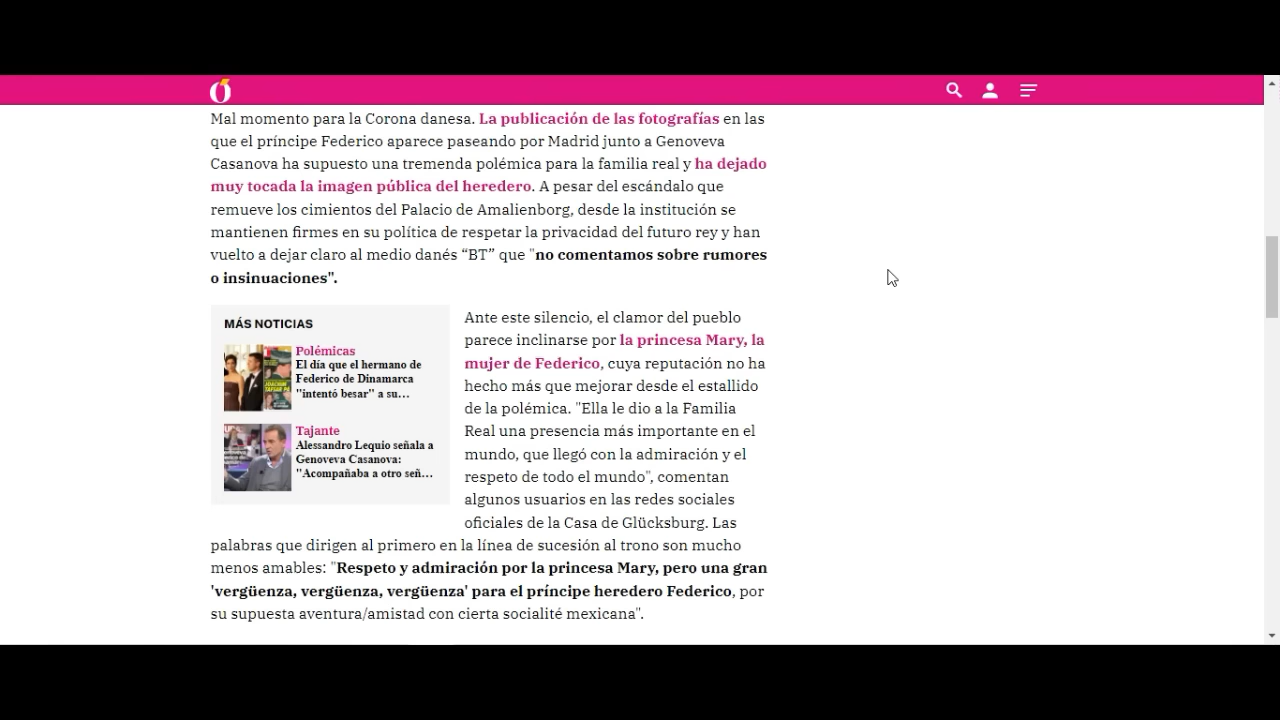 Mal momento para la Corona danesa. La publicación de las fotografías en las
que el príncipe Federico aparece paseando por Madrid junto a Genoveva
Casanova ha supuesto una tremenda polémica para la familia real y ha dejado
muy tocada la imagen pública del heredero. A pesar del escándalo que
remueve los cimientos del Palacio de Amalienborg, desde la institución se
mantienen firmes en su política de respetar la privacidad del futuro rey y han
vuelto a dejar claro al medio danés “BT” que "no comentamos sobre rumores
o insinuaciones".
MÁS NOTICIAS
Polémicas
El día que el hermano de
Federico de Dinamarca
"intentó besar" a su...
Tajante
Alessandro Lequio señala a
Genoveva Casanova:
"Acompañaba a otro señ...
Ante este silencio, el clamor del pueblo
parece inclinarse por la princesa Mary, la
mujer de Federico, cuya reputación no ha
hecho más que mejorar desde el estallido
de la polémica. "Ella le dio a la Familia
Real una presencia más importante en el
mundo, que llegó con la admiración y el
respeto de todo el mundo", comentan
algunos usuarios en las redes sociales
oficiales de la Casa de Glücksburg. Las
palabras que dirigen al primero en la línea de sucesión al trono son mucho
menos amables: "Respeto y admiración por la princesa Mary, pero una gran
'vergüenza, vergüenza, vergüenza' para el príncipe heredero Federico, por
su supuesta aventura/amistad con cierta socialité mexicana".